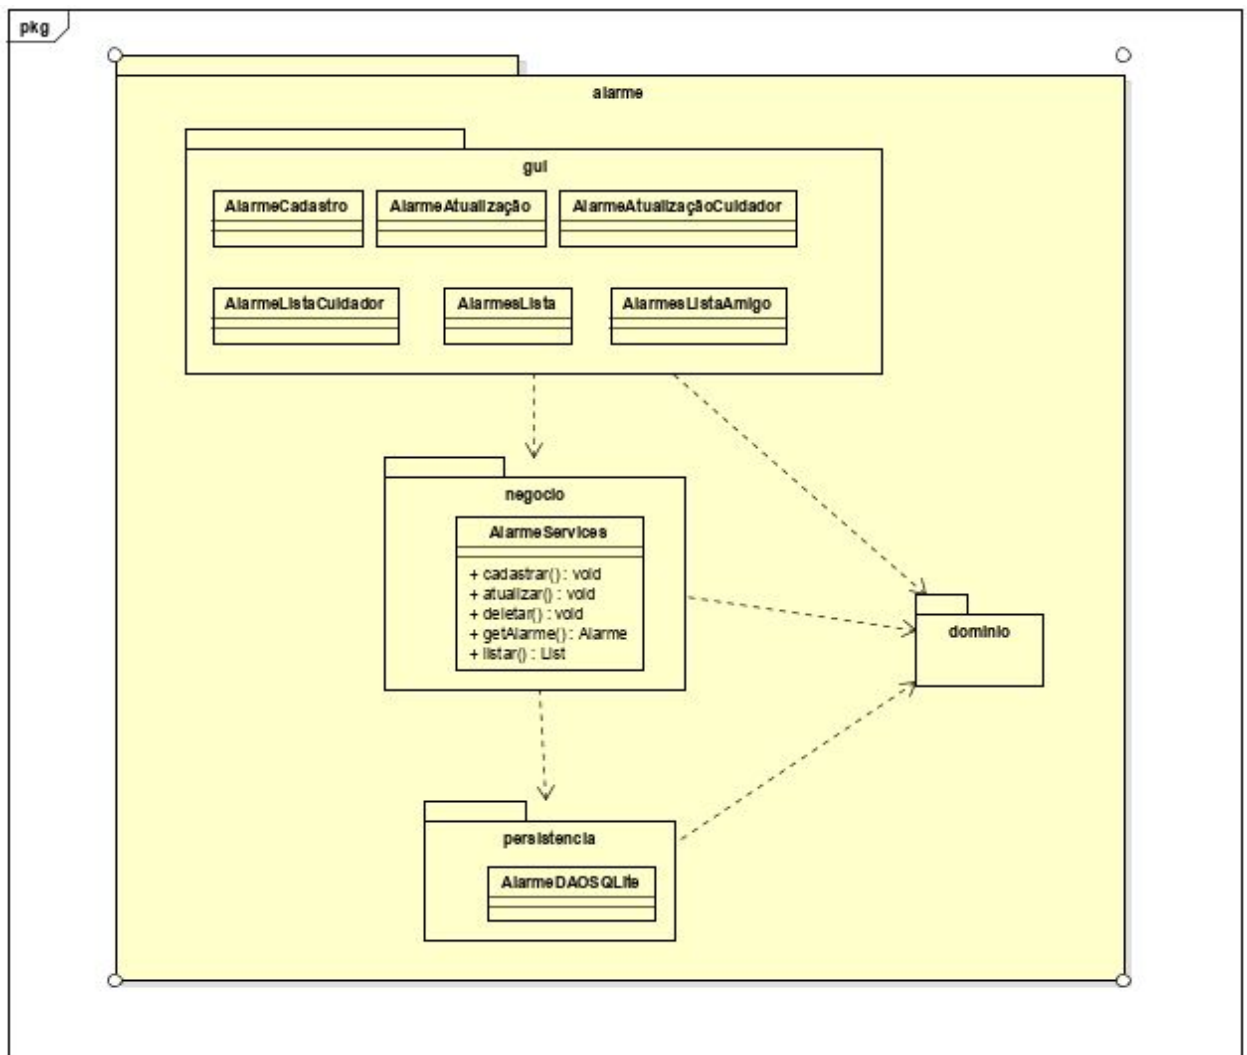 pkg
alarme
gui
AlarmeCadastro
AlarmeAtualização
AlarmeAtualizaçãoCuidador
AlarmeListaCuidador
AlarmesLista
AlarmesListaAmigo
negocio
AlarmeServices
+ cadastrar() : void
+ atualizar() : void
+ deletar() : void
+ getAlarme() : Alarme
+ listar() : List
dominio
persistencia
AlarmeDAOSQLite